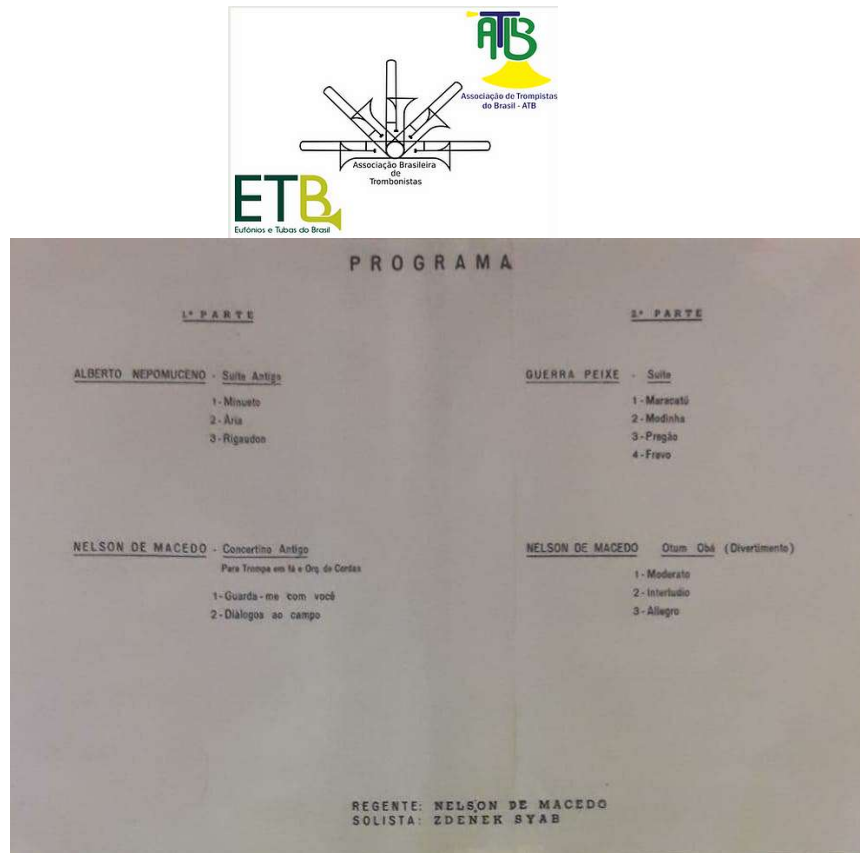 ATB
Associação de Trompistas
do Brasil - ATB
Associação Brasileira
de
Trombonistas
ETB
Eufônios e Tubas do Brasil
PROGRAMA
1ª PARTE
ALBERTO NEPOMUCENO - Suite Antiga
1 - Minueto
2 - Ária
3 - Rigaudon
NELSON DE MACEDO - Concertino Antigo
Para Trompa em fá e Orq. de Cordas
1 - Guarda-me com você
2 - Diálogos ao campo
2ª PARTE
GUERRA PEIXE - Suite
1 - Maracatú
2 - Modinha
3 - Pregão
4 - Frevo
NELSON DE MACEDO Otum Obá (Divertimento)
1 - Moderato
2 - Interludio
3 - Allegro
REGENTE: NELSON DE MACEDO
SOLISTA: ZDENEK SYAB